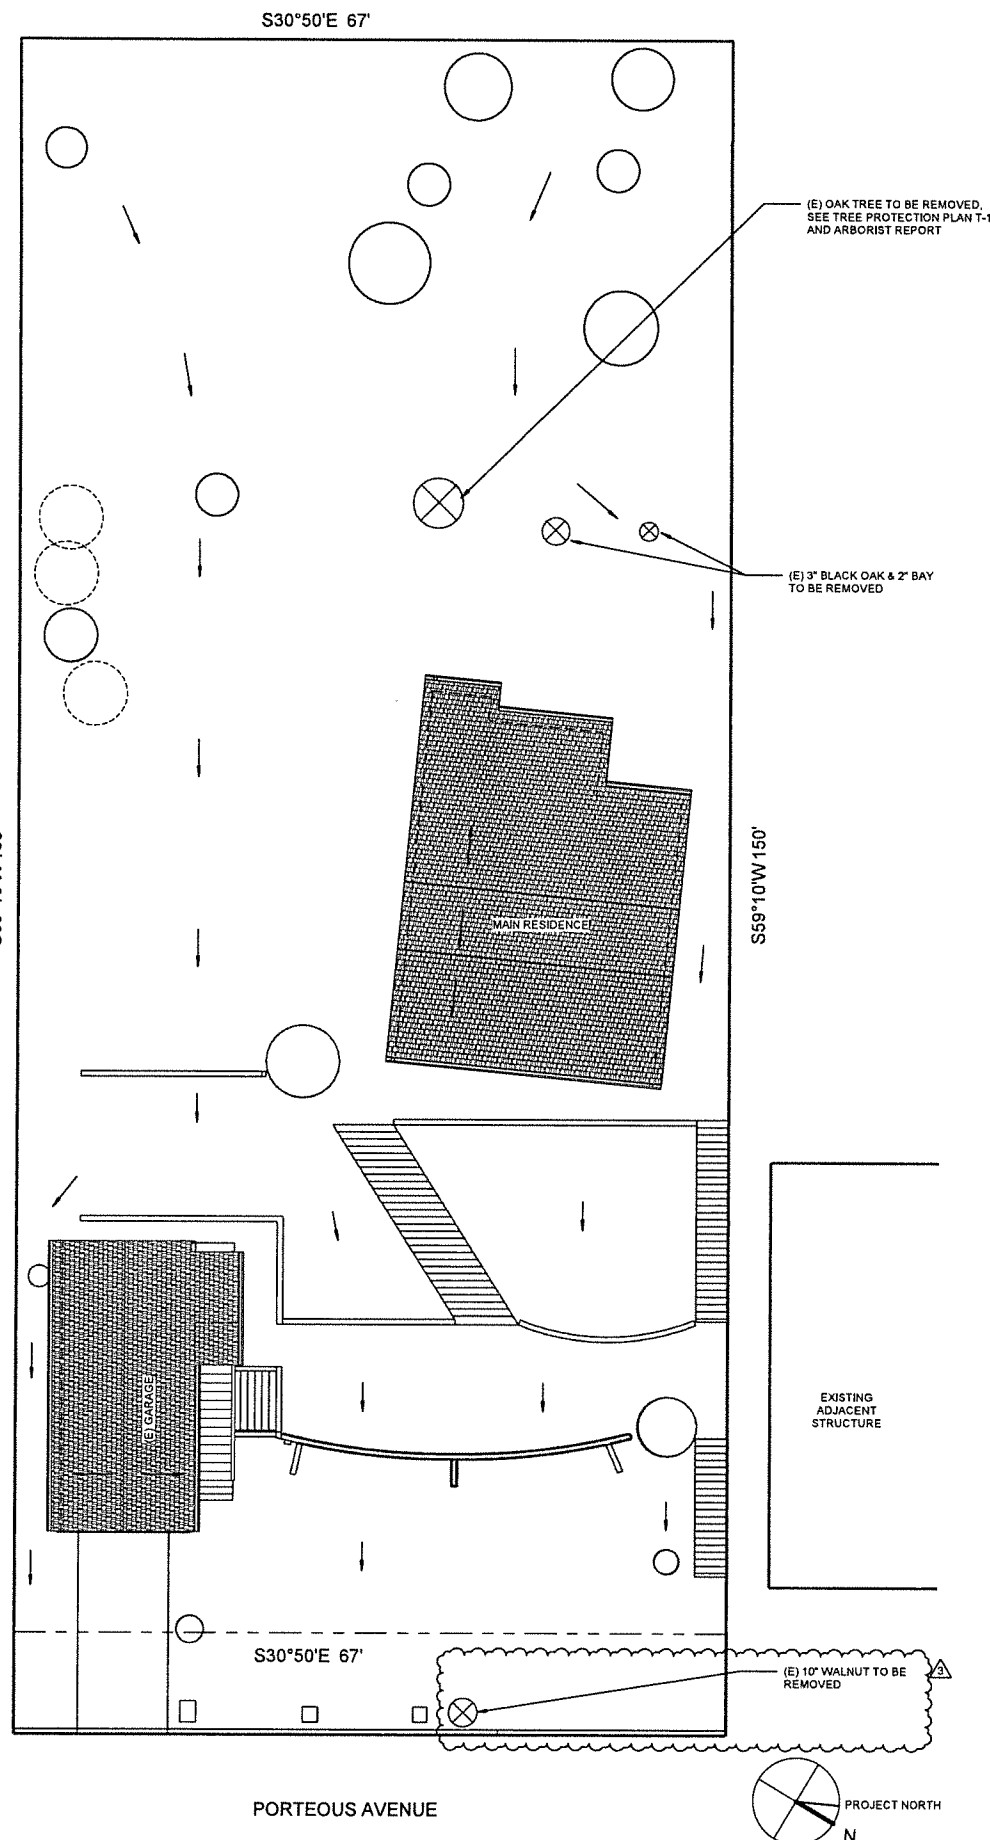 S30°50'E 67'
(E) OAK TREE TO BE REMOVED,
SEE TREE PROTECTION PLAN T-1
AND ARBORIST REPORT
(E) 3" BLACK OAK & 2" BAY
TO BE REMOVED
MAIN RESIDENCE
S59°10'W 150'
(E) GARAGE
EXISTING
ADJACENT
STRUCTURE
S30°50'E 67'
(E) 10" WALNUT TO BE
REMOVED
3
PORTEOUS AVENUE
PROJECT NORTH
N